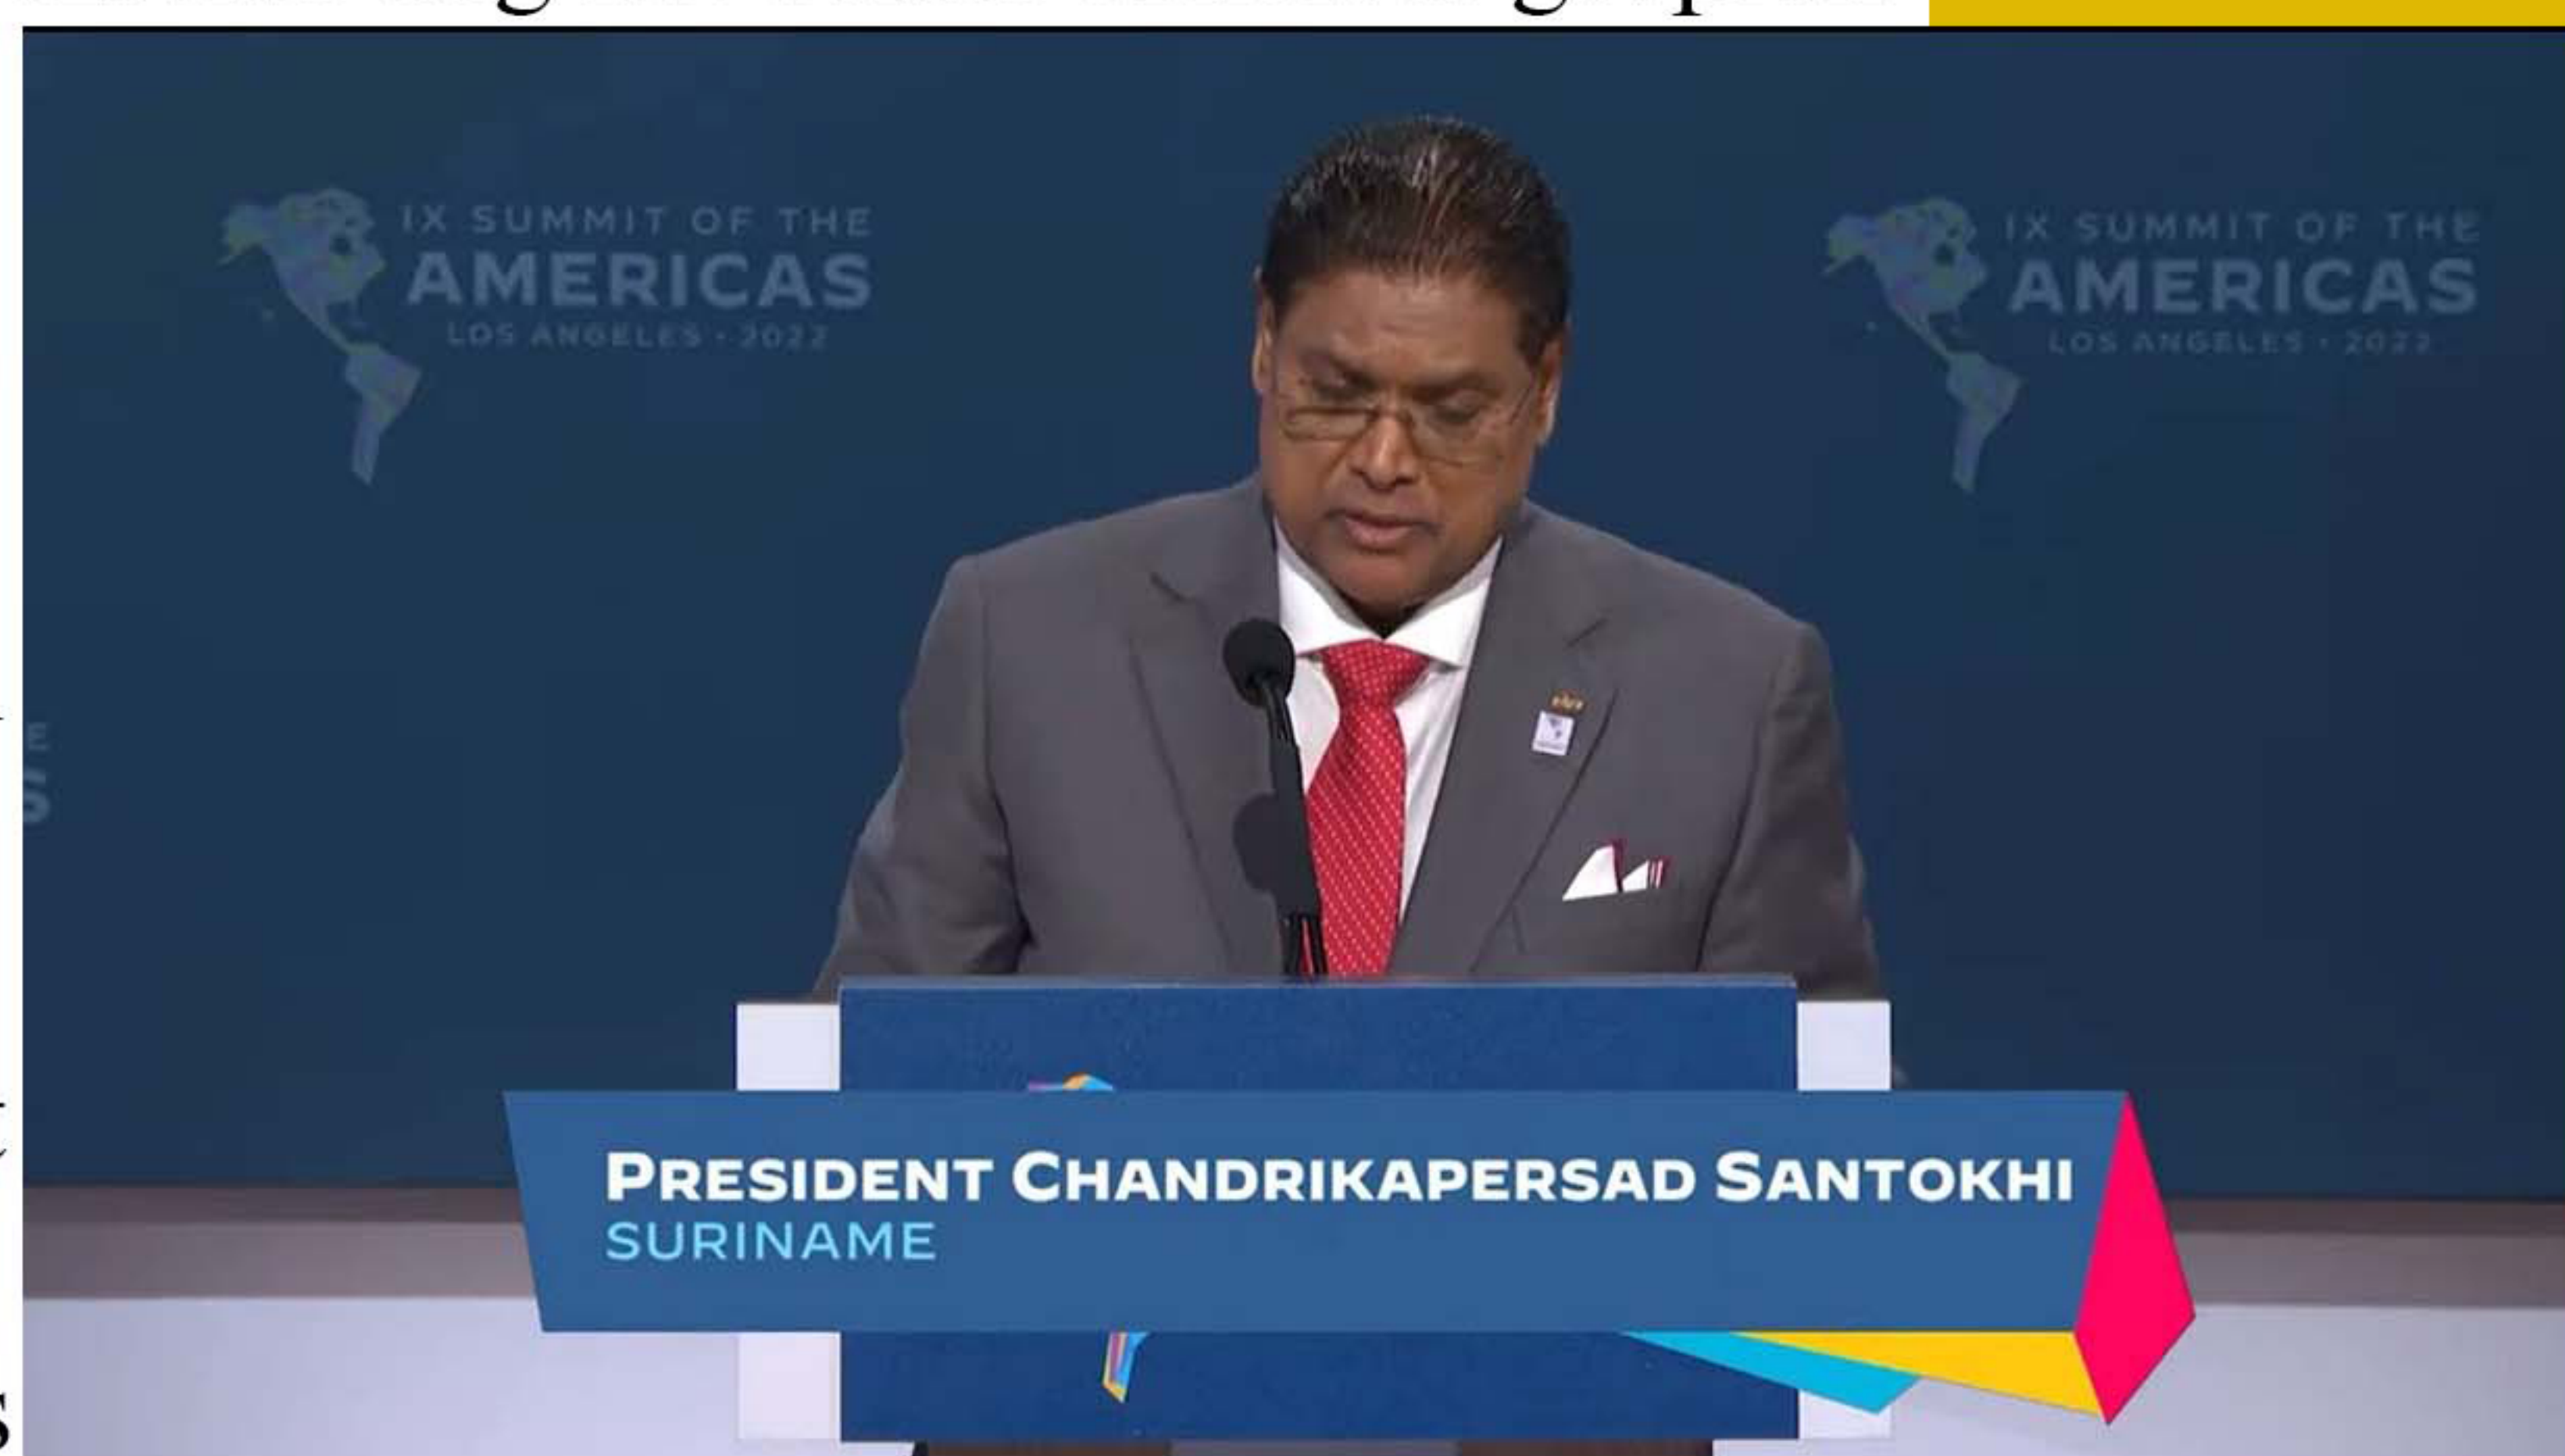 IX SUMMIT OF THE
AMERICAS
LOS ANGELES • 2022
IX SUMMIT OF THE
AMERICAS
LOS ANGELES • 2022
E
S
PRESIDENT CHANDRIKAPERSAD SANTOKHI
SURINAME